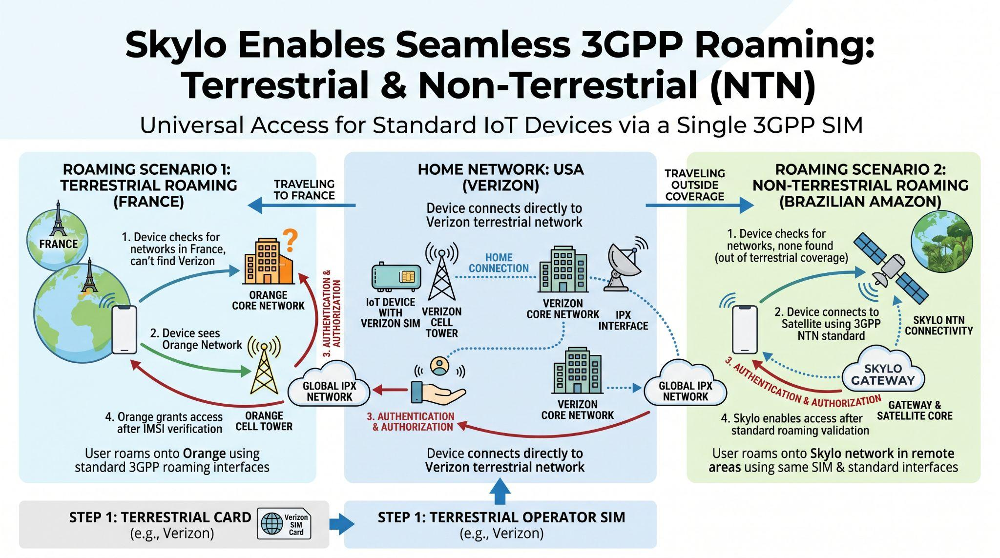 Skylo Enables Seamless 3GPP Roaming:
Terrestrial & Non-Terrestrial (NTN)
Universal Access for Standard IoT Devices via a Single 3GPP SIM
ROAMING SCENARIO 1:
TERRESTRIAL ROAMING
(FRANCE)
FRANCE
1. Device checks for
networks in France,
can't find Verizon
?
ORANGE
CORE NETWORK
2. Device sees
Orange Network
3. AUTHENTICATION &
AUTHORIZATION
GLOBAL IPX
NETWORK
4. Orange grants access
after IMSI verification
ORANGE
CELL TOWER
User roams onto Orange using
standard 3GPP roaming interfaces
TRAVELING
TO FRANCE
HOME NETWORK: USA
(VERIZON)
Device connects directly to
Verizon terrestrial network
HOME
CONNECTION
IoT DEVICE
WITH
VERIZON SIM
VERIZON
CELL
TOWER
VERIZON
CORE NETWORK
IPX
INTERFACE
3. AUTHENTICATION
& AUTHORIZATION
VERIZON
CORE NETWORK
GLOBAL IPX
NETWORK
Device connects directly to
Verizon terrestrial network
TRAVELING
OUTSIDE
COVERAGE
ROAMING SCENARIO 2:
NON-TERRESTRIAL ROAMING
(BRAZILIAN AMAZON)
1. Device checks for
networks, none found
(out of terrestrial coverage)
2. Device connects to
Satellite using 3GPP
NTN standard
SKYLO NTN
CONNECTIVITY
SKYLO
GATEWAY
3. AUTHENTICATION & AUTHORIZATION
GATEWAY &
SATELLITE CORE
4. Skylo enables access after
standard roaming validation
User roams onto Skylo network in remote
areas using same SIM & standard interfaces
STEP 1: TERRESTRIAL CARD
(e.g., Verizon)
Verizon
SIM
Card
STEP 1: TERRESTRIAL OPERATOR SIM
(e.g., Verizon)